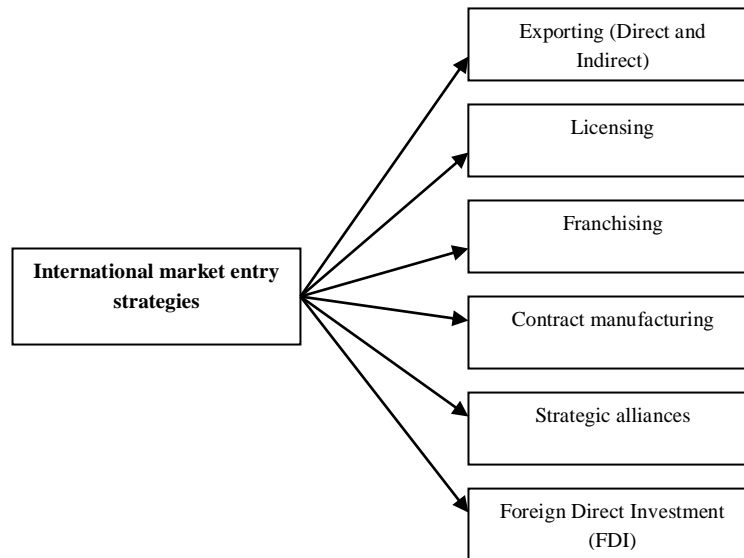 Exporting (Direct and
Indirect)
Licensing
Franchising
International market entry
strategies
Contract manufacturing
Strategic alliances
Foreign Direct Investment
(FDI)